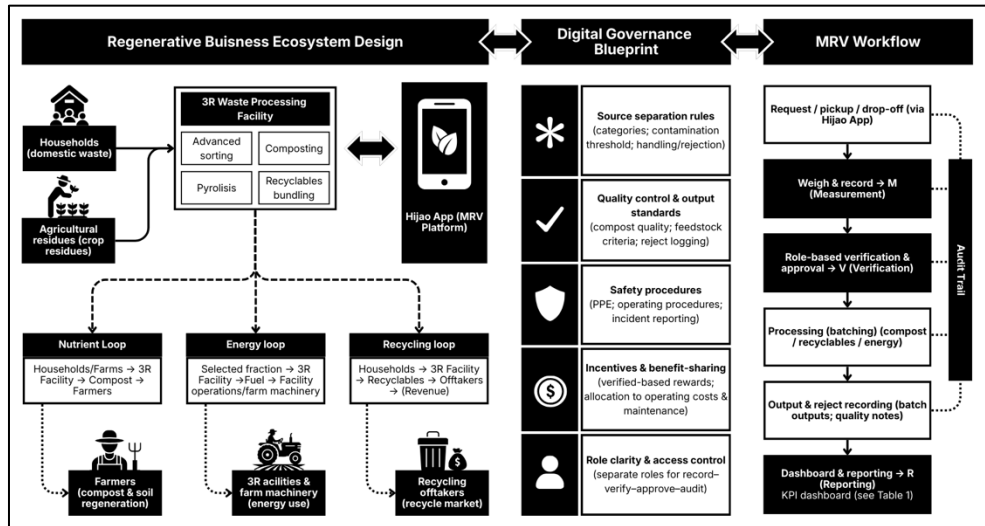 Regenerative Buisness Ecosystem Design
Digital Governance
Blueprint
MRV Workflow
Households
(domestic waste)
Agricultural
residues (crop
residues)
3R Waste Processing
Facility
Advanced
sorting
Composting
Pyrolisis
Recyclables
bundling
Hijao App (MRV
Platform)
Nutrient Loop
Households/Farms → 3R
Facility → Compost →
Farmers
Energy loop
Selected fraction → 3R
Facility →Fuel → Facility
operations/farm machinery
Recycling loop
Households → 3R Facility
→ Recyclables → Offtakers
→ (Revenue)
Farmers
(compost & soil
regeneration)
3R acilities &
farm machinery
(energy use)
Recycling
offtakers
(recycle market)
Source separation rules
(categories; contamination
threshold; handling/rejection)
Quality control & output
standards
(compost quality; feedstock
criteria; reject logging)
Safety procedures
(PPE; operating procedures;
incident reporting)
Incentives & benefit-sharing
(verified-based rewards;
allocation to operating costs &
maintenance)
Role clarity & access control
(separate roles for record–
verify–approve–audit)
Request / pickup / drop-off (via
Hijao App)
Weigh & record → M
(Measurement)
Role-based verification &
approval → V (Verification)
Processing (batching) (compost
/ recyclables / energy)
Output & reject recording (batch
outputs; quality notes)
Dashboard & reporting → R
(Reporting)
KPI dashboard (see Table 1)
Audit Trail